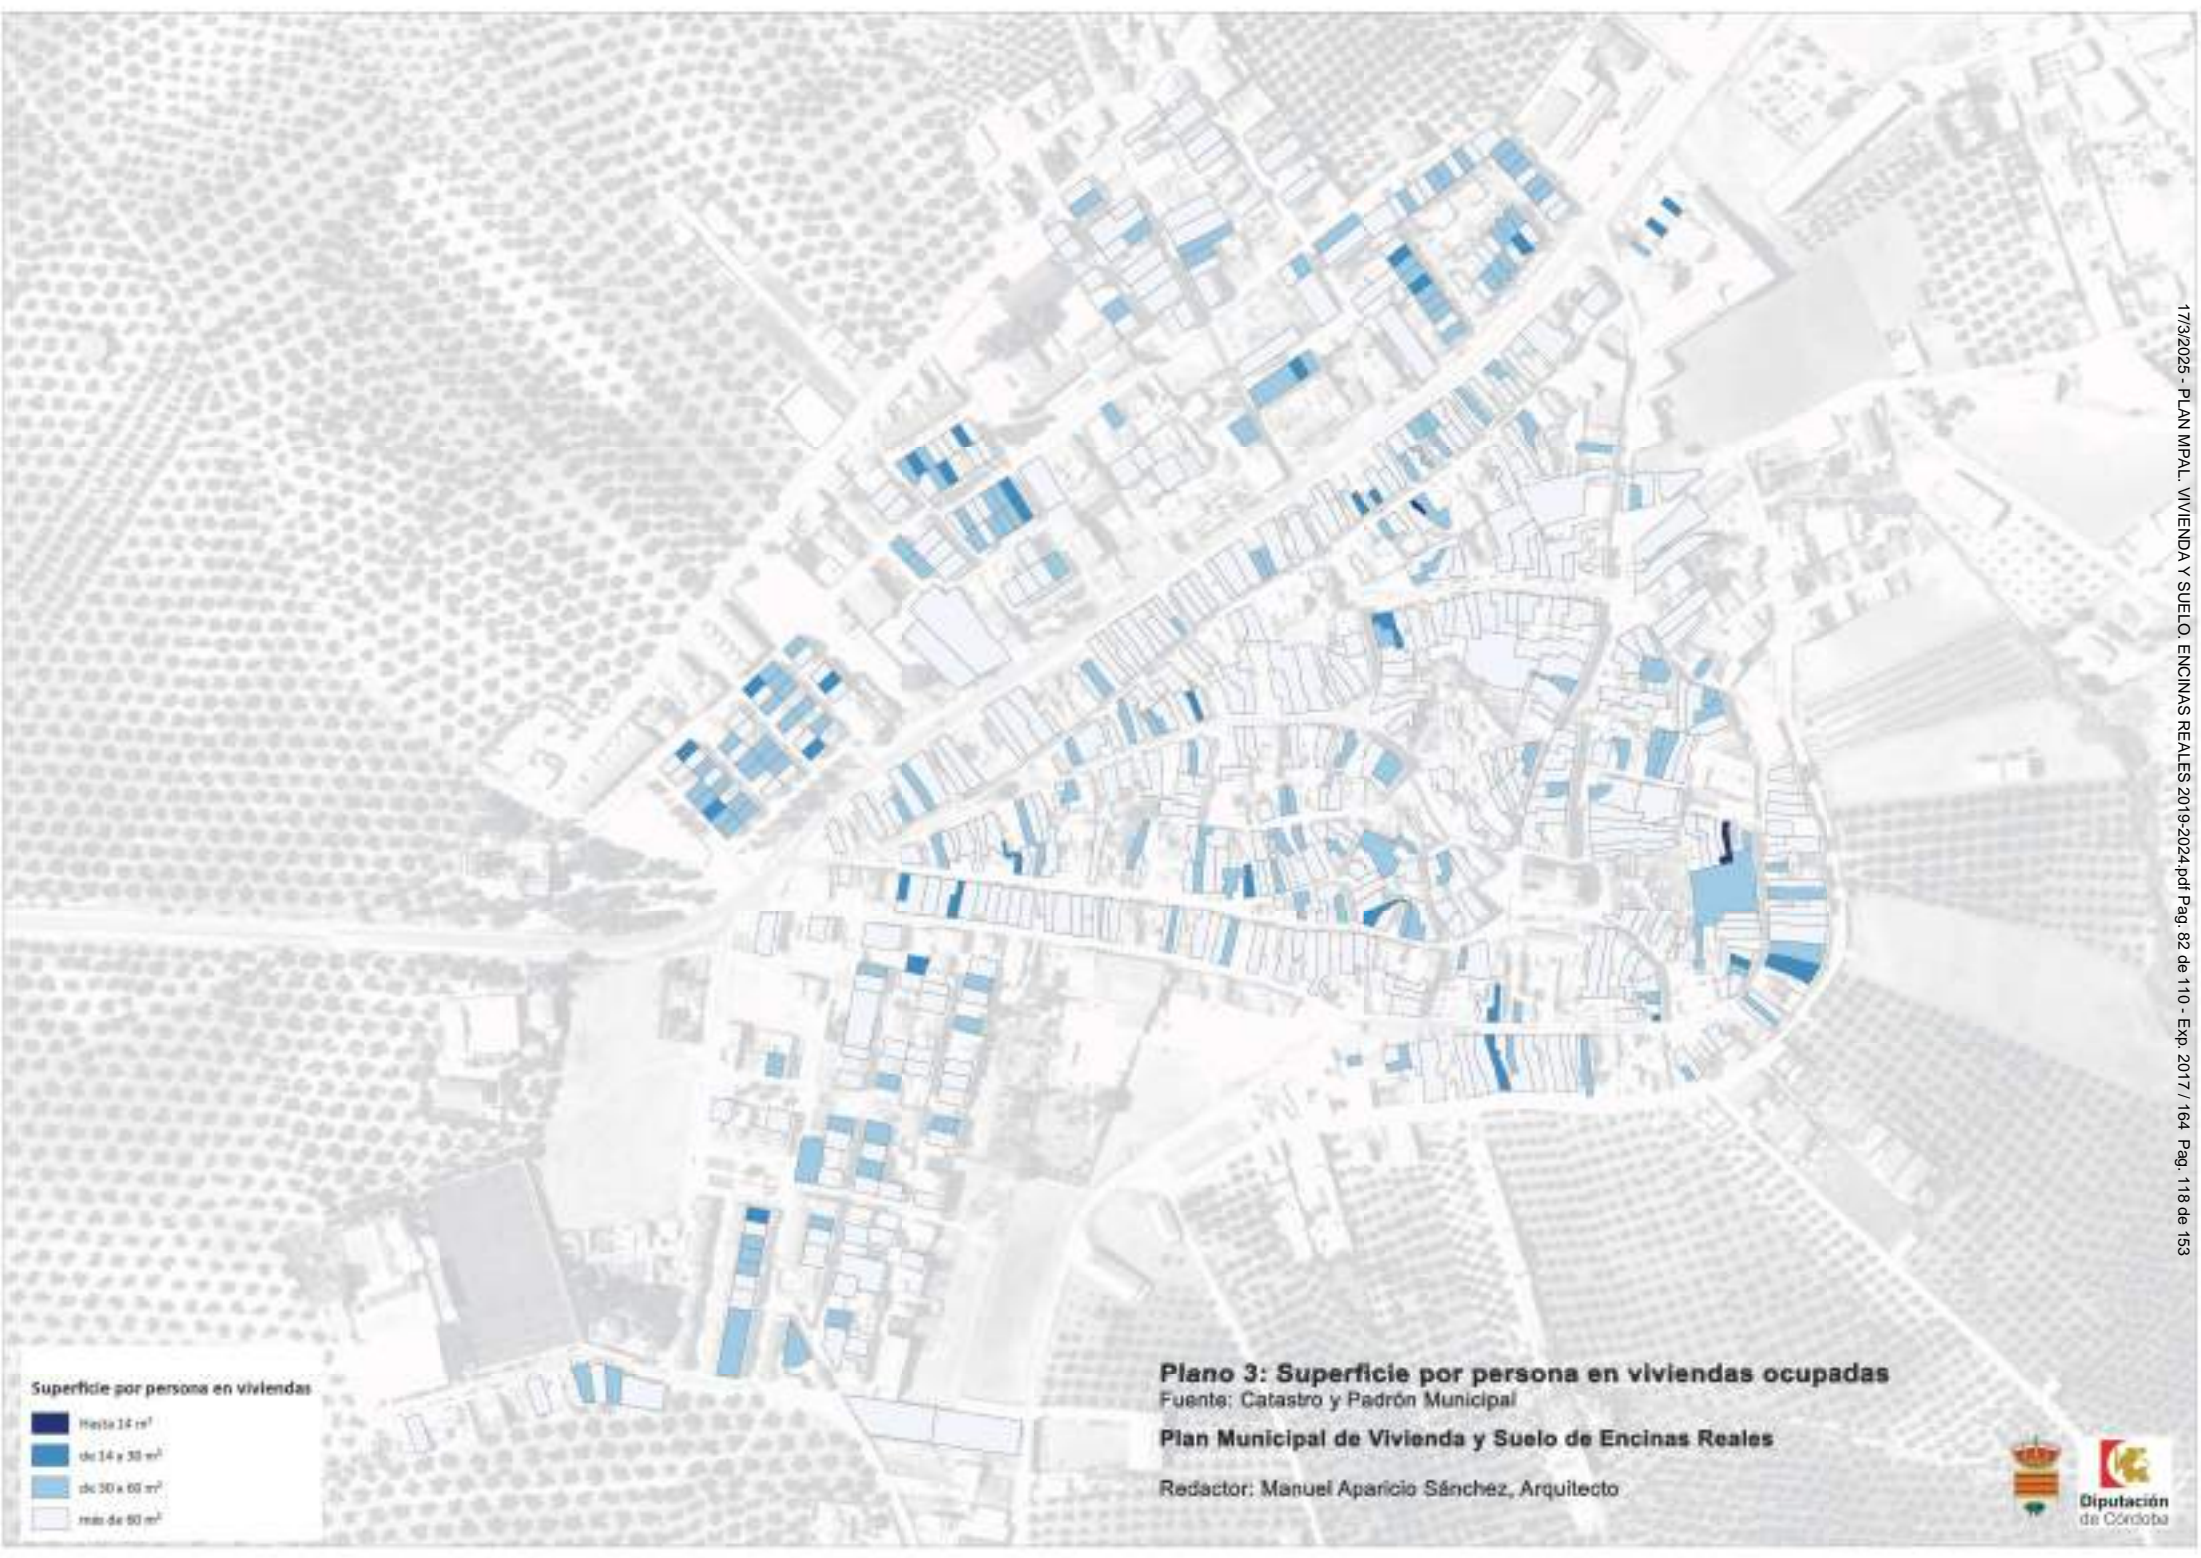 Superficie por persona en viviendas
Hasta 14 m²
de 14 a 30 m²
de 30 a 60 m²
más de 60 m²
Plano 3: Superficie por persona en viviendas ocupadas
Fuente: Catastro y Padrón Municipal
Plan Municipal de Vivienda y Suelo de Encinas Reales
Redactor: Manuel Aparicio Sánchez, Arquitecto
Diputación
de Córdoba
17/3/2025 - PLAN MPAL. VIVIENDA Y SUELO. ENCINAS REALES 2019-2024.pdf Pag. 82 de 110 - Exp. 2017 / 164 Pag. 118 de 153